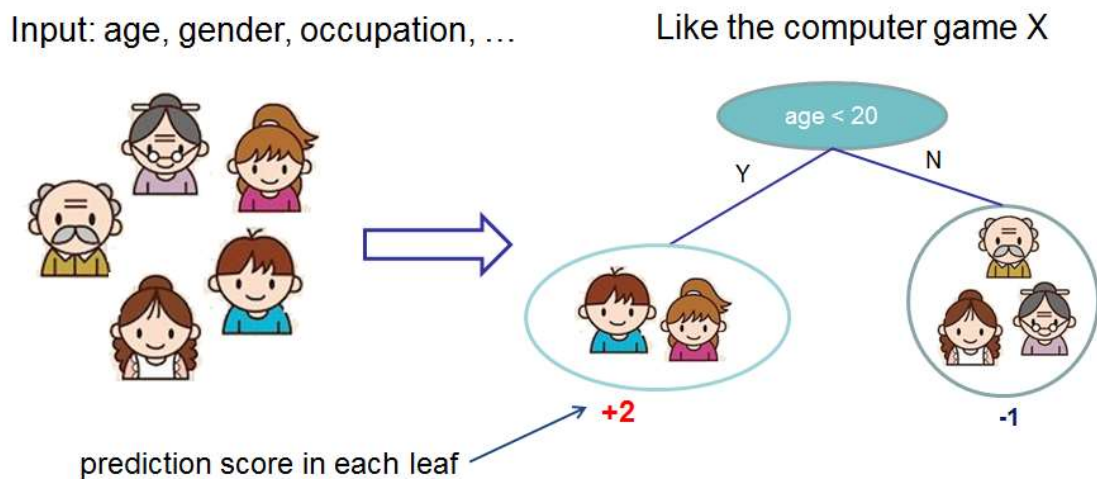 Input: age, gender, occupation, …
Like the computer game X
age < 20
Y
N
+2
-1
prediction score in each leaf